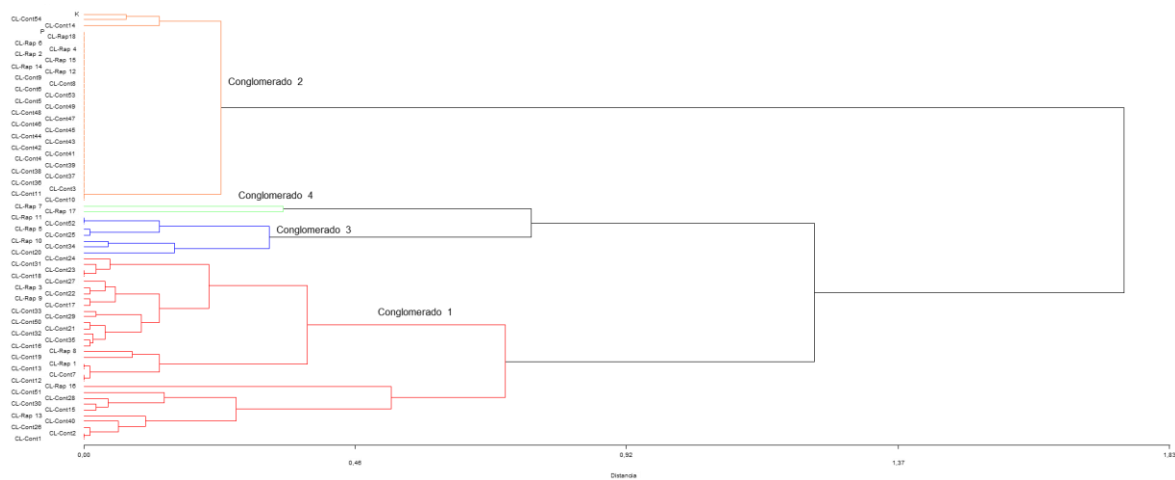 K
CL-Cont54
CL-Cont14
P
CL-Rap18
CL-Rap 6
CL-Rap 4
CL-Rap 2
CL-Rap 15
CL-Rap 14
CL-Rap 12
CL-Cont9
CL-Cont8
CL-Cont6
CL-Cont53
CL-Cont5
CL-Cont49
CL-Cont48
CL-Cont47
CL-Cont46
CL-Cont45
CL-Cont44
CL-Cont43
CL-Cont42
CL-Cont41
CL-Cont4
CL-Cont39
CL-Cont38
CL-Cont37
CL-Cont36
CL-Cont3
CL-Cont11
CL-Cont10
CL-Rap 7
CL-Rap 17
CL-Rap 11
CL-Cont52
CL-Rap 5
CL-Cont25
CL-Rap 10
CL-Cont34
CL-Cont20
CL-Cont24
CL-Cont31
CL-Cont23
CL-Cont18
CL-Cont27
CL-Rap 3
CL-Cont22
CL-Rap 9
CL-Cont17
CL-Cont33
CL-Cont29
CL-Cont50
CL-Cont21
CL-Cont32
CL-Cont35
CL-Cont16
CL-Rap 8
CL-Cont19
CL-Rap 1
CL-Cont13
CL-Cont7
CL-Cont12
CL-Rap 16
CL-Cont51
CL-Cont28
CL-Cont30
CL-Cont15
CL-Rap 13
CL-Cont40
CL-Cont26
CL-Cont2
CL-Cont1
Conglomerado 2
Conglomerado 4
Conglomerado 3
Conglomerado 1
0,00
0,46
0,92
1,37
1,83
Distancia